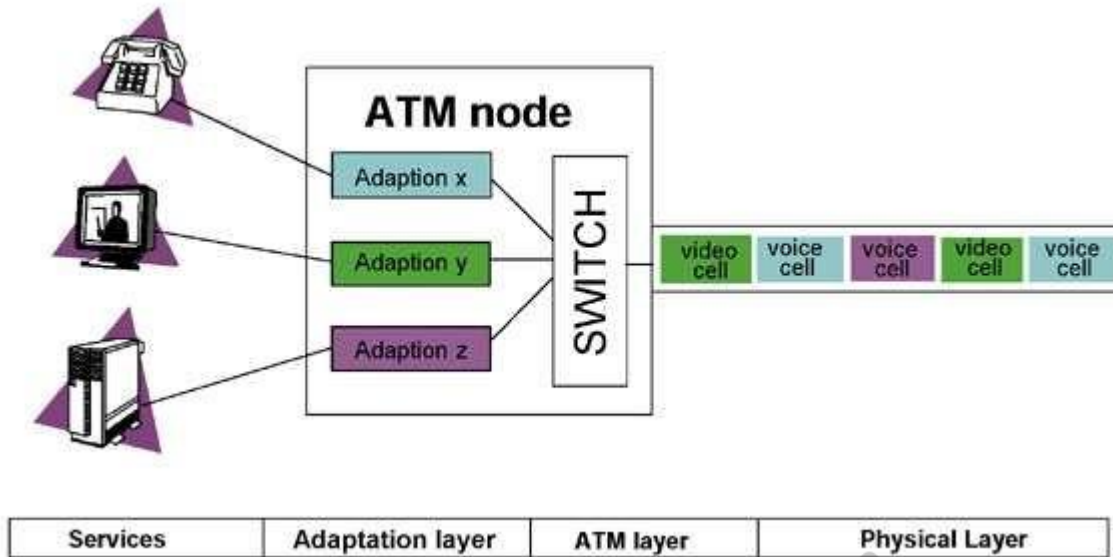 ATM node
Adaption x
Adaption y
Adaption z
SWITCH
video cell
voice cell
voice cell
video cell
voice cell
Services
Adaptation layer
ATM layer
Physical Layer